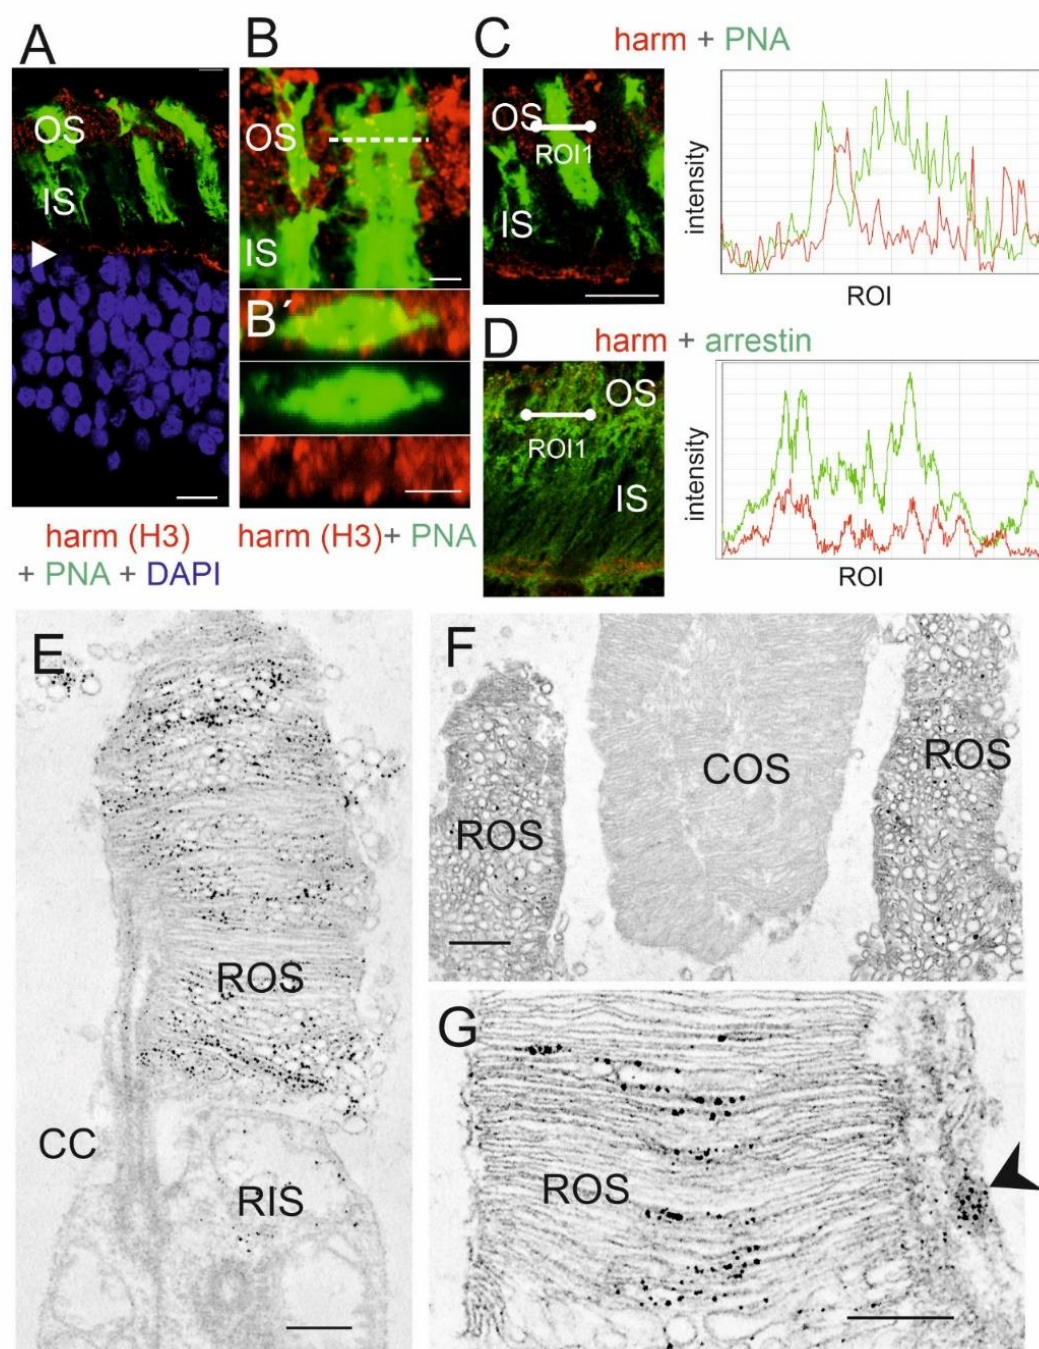 A
OS
IS
harm (H3)
+ PNA + DAPI
B
OS
IS
B´
harm (H3)+ PNA
C
harm + PNA
OS
ROI1
IS
intensity
ROI
D
harm + arrestin
OS
ROI1
IS
intensity
ROI
E
ROS
CC
RIS
F
ROS
COS
ROS
G
ROS